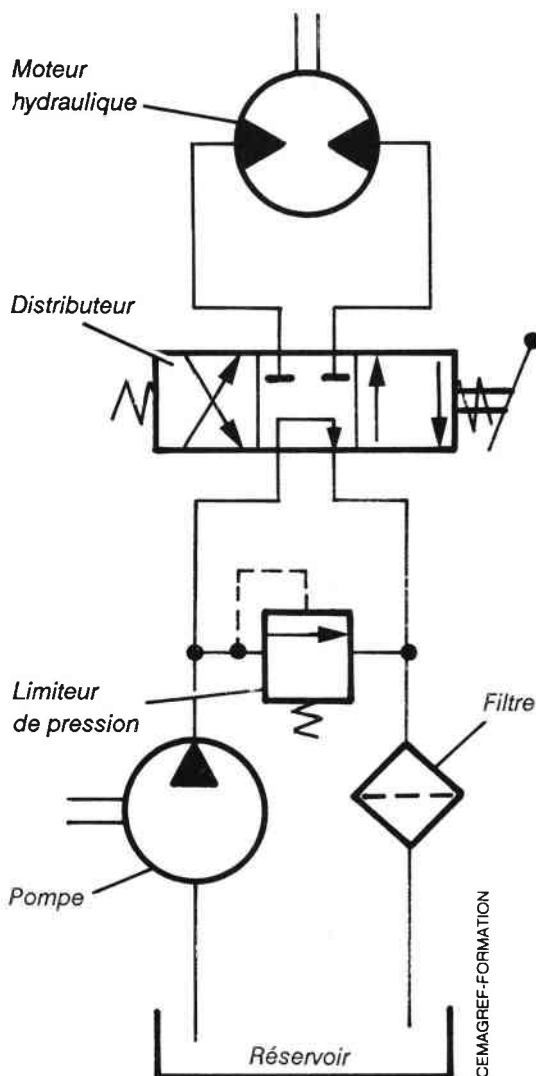 Moteur
hydraulique
Distributeur
Limiteur
de pression
Filtre
Pompe
Réservoir
CEMAGREF-FORMATION